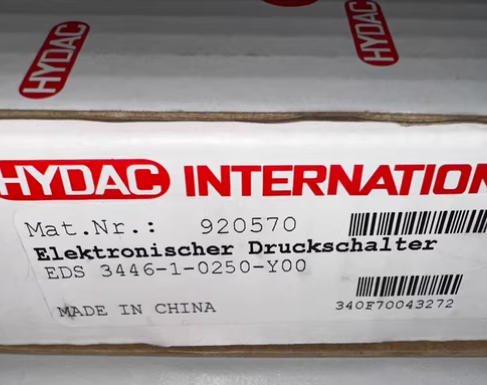 HYDAC
HYDAC
HYDAC INTERNATION
Mat.Nr.: 920570
Elektronischer Druckschalter
EDS 3446-1-0250-Y00
MADE IN CHINA
340F70043272